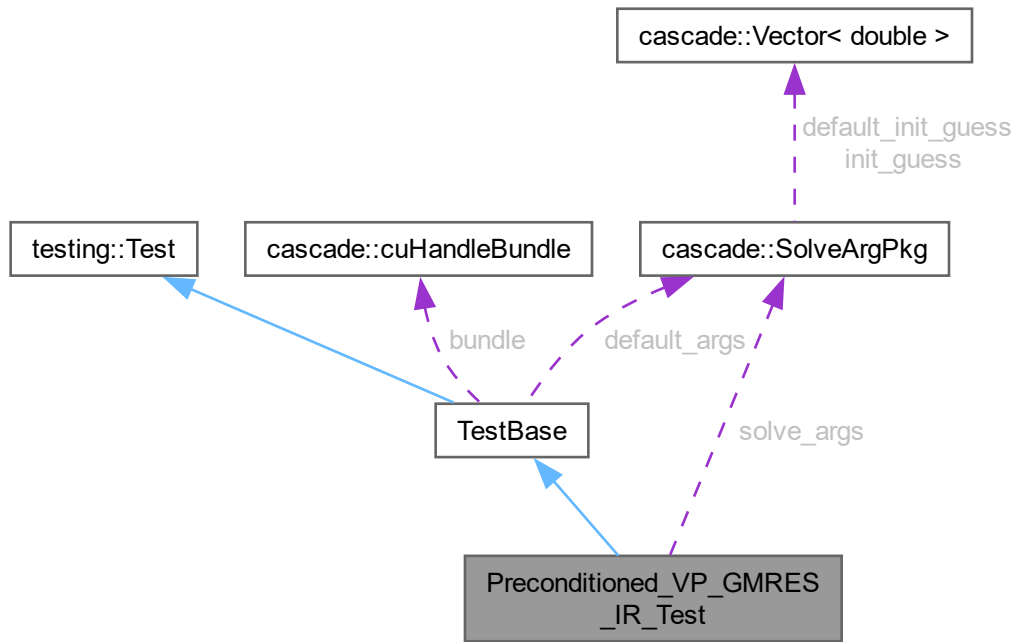 cascade::Vector< double >
default_init_guess
init_guess
testing::Test
cascade::cuHandleBundle
cascade::SolveArgPkg
bundle
default_args
TestBase
solve_args
Preconditioned_VP_GMRES
_IR_Test